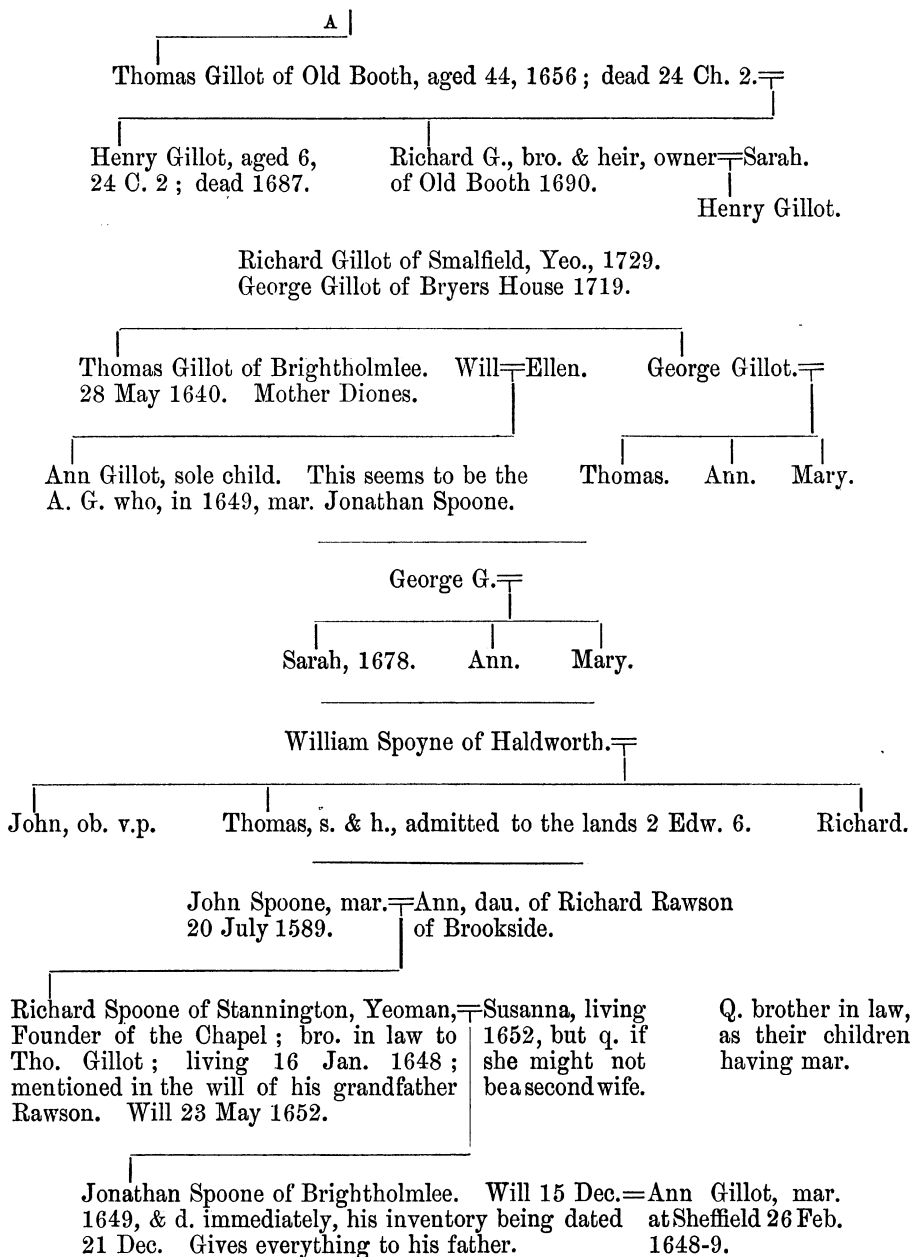 A
Thomas Gillot of Old Booth, aged 44, 1656; dead 24 Ch. 2.
Henry Gillot, aged 6,
24 C. 2; dead 1687.
Richard G., bro. & heir, owner=Sarah.
of Old Booth 1690.
Henry Gillot.
Richard Gillot of Smalfield, Yeo., 1729.
George Gillot of Bryers House 1719.
Thomas Gillot of Brightholmlee.
28 May 1640. Mother Diones.
Will=Ellen.
George Gillot.
Ann Gillot, sole child. This seems to be the
A. G. who, in 1649, mar. Jonathan Spoone.
Thomas. Ann. Mary.
George G.
Sarah, 1678. Ann. Mary.
William Spoyne of Haldworth.
John, ob. v.p. Thomas, s. & h., admitted to the lands 2 Edw. 6. Richard.
John Spoone, mar.
20 July 1589.
=Ann, dau. of Richard Rawson
of Brookside.
Richard Spoone of Stannington, Yeoman,
Founder of the Chapel; bro. in law to
Tho. Gillot; living 16 Jan. 1648;
mentioned in the will of his grandfather
Rawson. Will 23 May 1652.
=Susanna, living
1652, but q. if
she might not
be a second wife.
Q. brother in law,
as their children
having mar.
Jonathan Spoone of Brightholmlee. Will 15 Dec.
1649, & d. immediately, his inventory being dated
21 Dec. Gives everything to his father.
=Ann Gillot, mar.
at Sheffield 26 Feb.
1648-9.